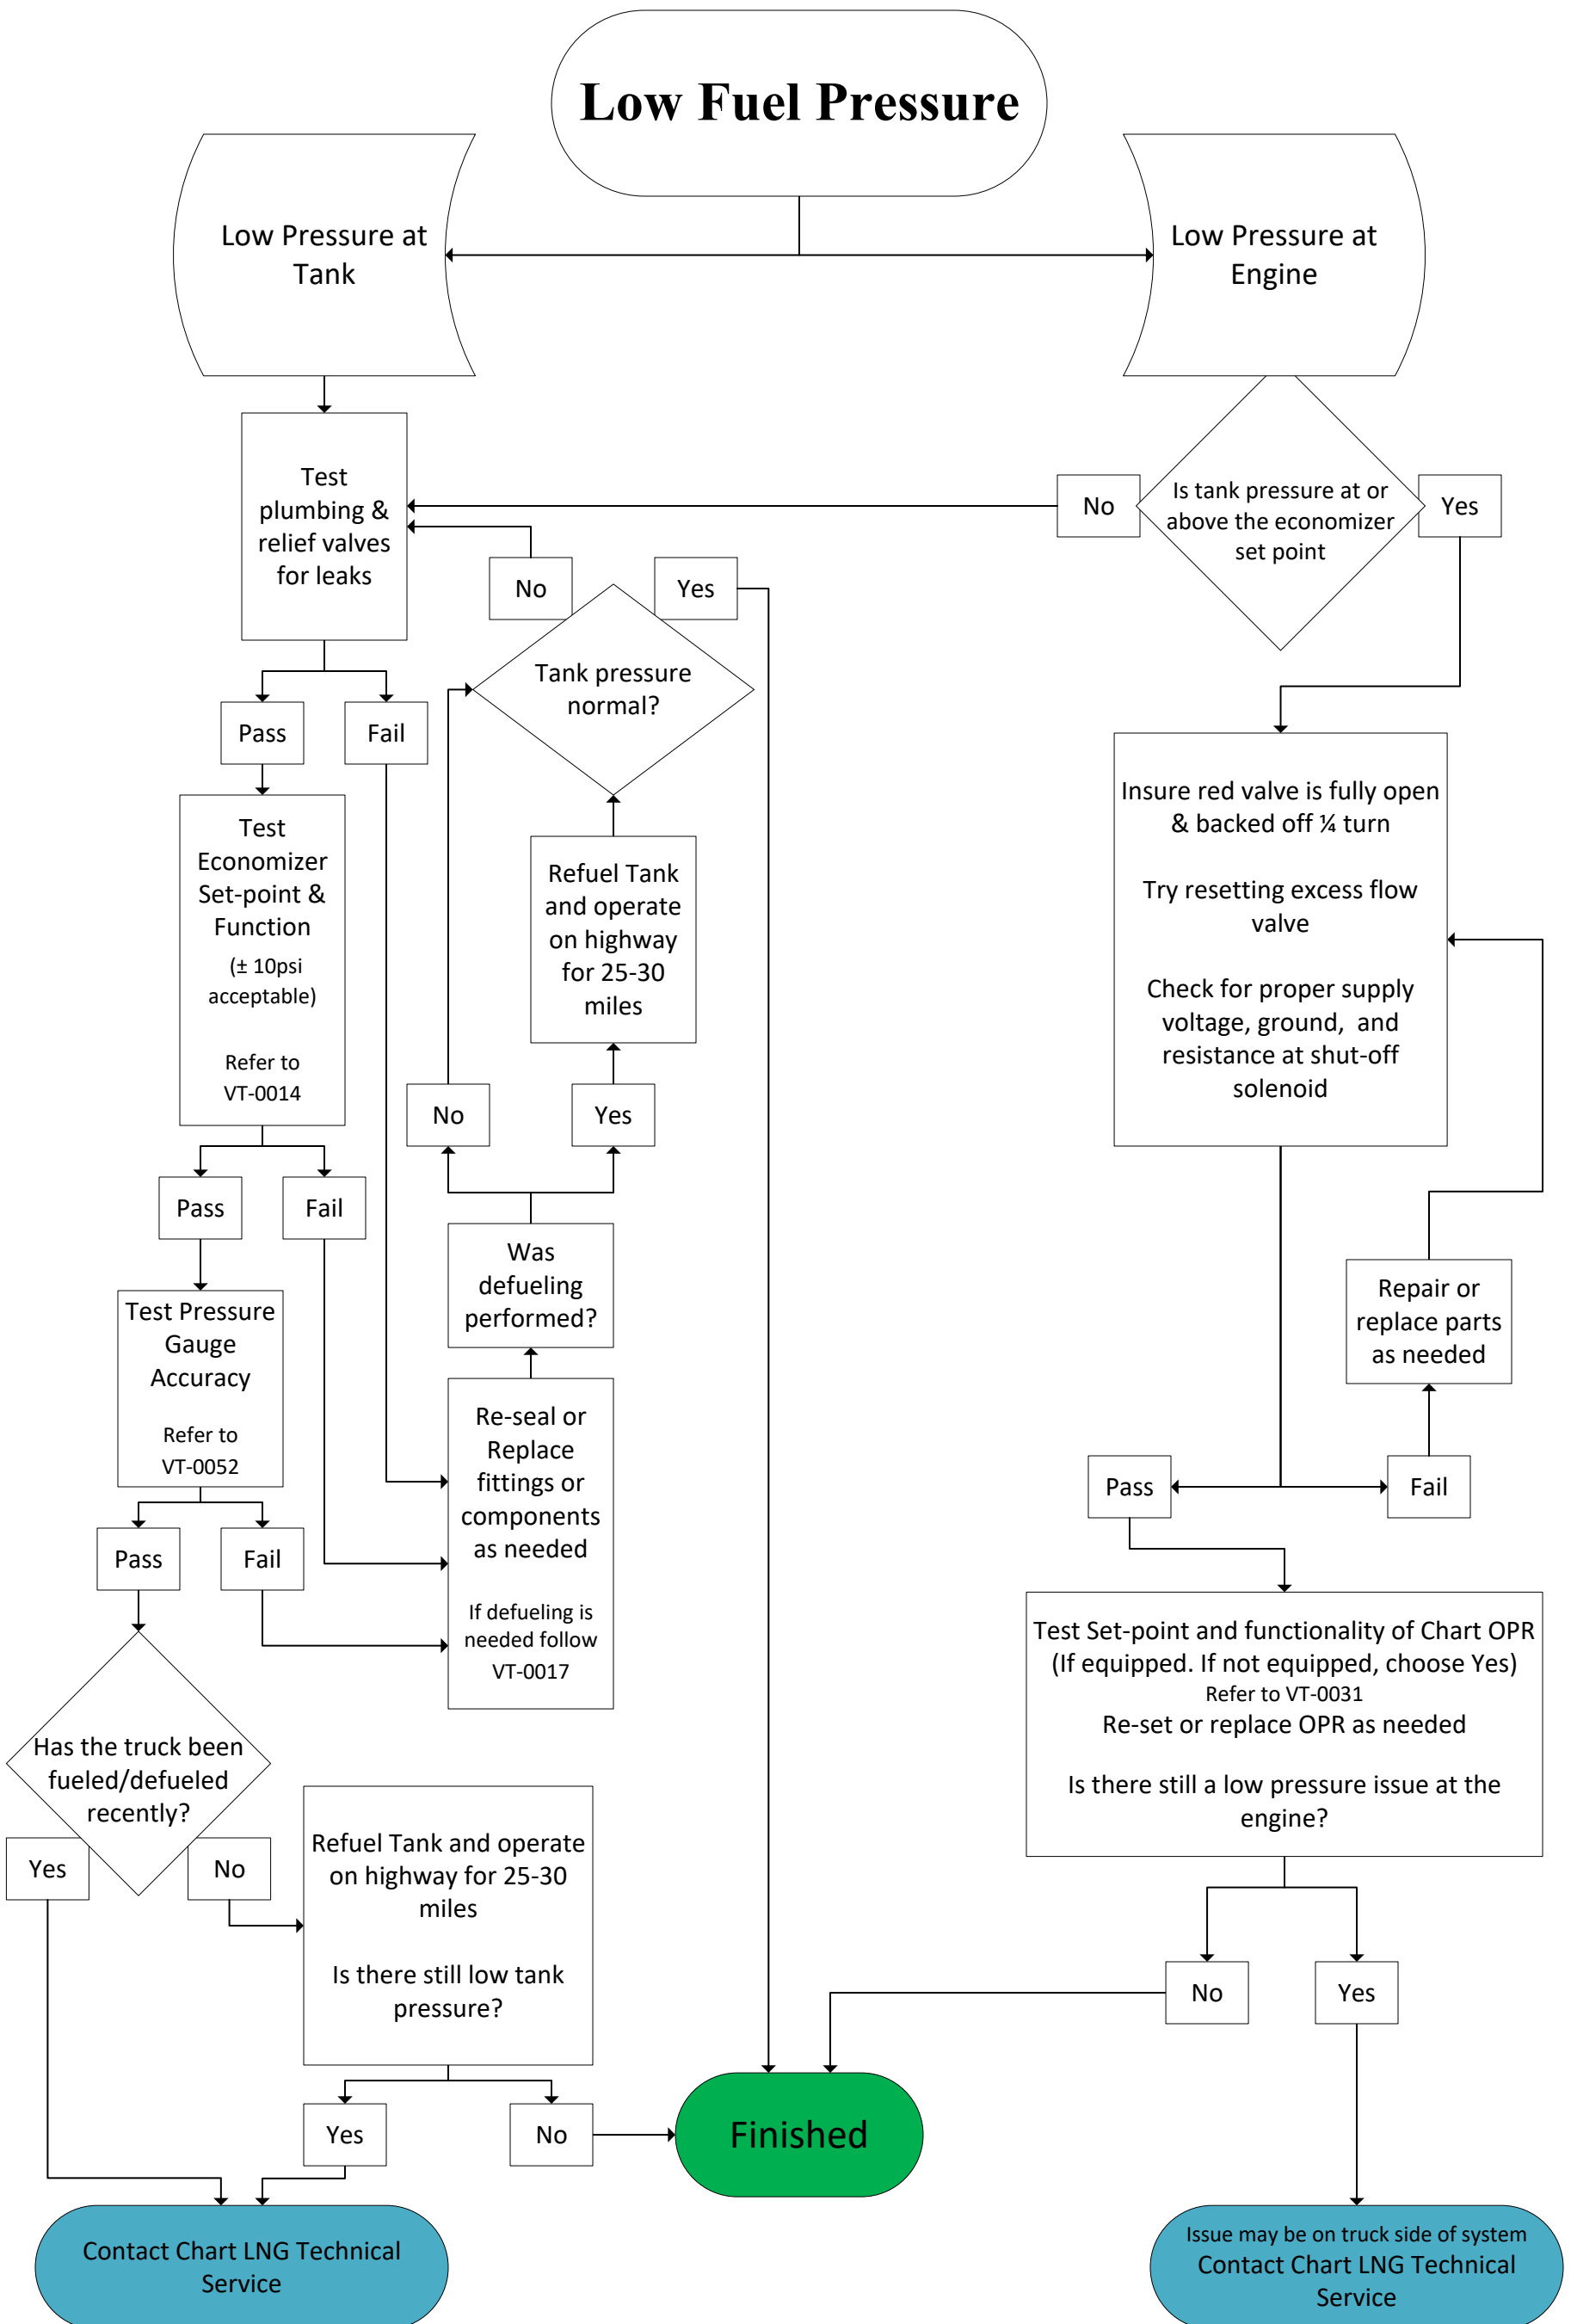 Low Fuel Pressure
Low Pressure at
Tank
Low Pressure at
Engine
Test
plumbing &
relief valves
for leaks
No
Is tank pressure at or
above the economizer
set point
Yes
No
Yes
Tank pressure
normal?
Pass
Fail
Insure red valve is fully open
& backed off ¼ turn
Try resetting excess flow
valve
Check for proper supply
voltage, ground, and
resistance at shut-off
solenoid
Test
Economizer
Set-point &
Function
(± 10psi
acceptable)
Refer to
VT-0014
Refuel Tank
and operate
on highway
for 25-30
miles
No
Yes
Pass
Fail
Was
defueling
performed?
Repair or
replace parts
as needed
Test Pressure
Gauge
Accuracy
Refer to
VT-0052
Re-seal or
Replace
fittings or
components
as needed
If defueling is
needed follow
VT-0017
Pass
Fail
Pass
Fail
Test Set-point and functionality of Chart OPR
(If equipped. If not equipped, choose Yes)
Refer to VT-0031
Re-set or replace OPR as needed
Is there still a low pressure issue at the
engine?
Has the truck been
fueled/defueled
recently?
Yes
No
Refuel Tank and operate
on highway for 25-30
miles
Is there still low tank
pressure?
No
Yes
Yes
No
Finished
Contact Chart LNG Technical
Service
Issue may be on truck side of system
Contact Chart LNG Technical
Service